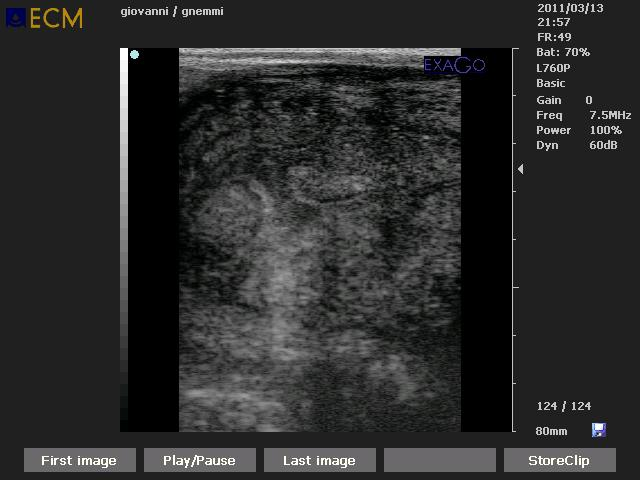 ECM
giovanni / gnemmi
2011/03/13
21:57
FR:49
Bat: 70%
L760P
Basic
Gain 0
Freq 7.5MHz
Power 100%
Dyn 60dB
EXAGO
124 / 124
80mm
First image
Play/Pause
Last image
StoreClip